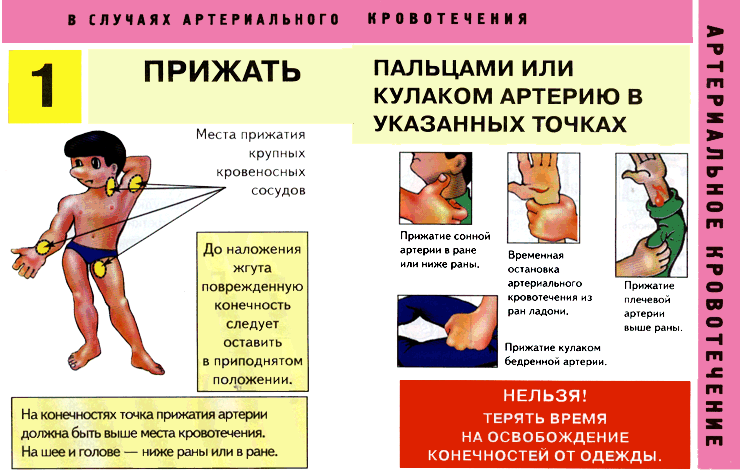 В СЛУЧАЯХ АРТЕРИАЛЬНОГО КРОВОТЕЧЕНИЯ
1
ПРИЖАТЬ
ПАЛЬЦАМИ ИЛИ
КУЛАКОМ АРТЕРИЮ В
УКАЗАННЫХ ТОЧКАХ
Места прижатия
крупных
кровеносных
сосудов
До наложения
жгута
поврежденную
конечность
следует
оставить
в приподнятом
положении.
На конечностях точка прижатия артерии
должна быть выше места кровотечения.
На шее и голове — ниже раны или в ране.
Прижатие сонной
артерии в ране
или ниже раны.
Временная
остановка
артериального
кровотечения из
ран ладони.
Прижатие
плечевой
артерии
выше раны.
Прижатие кулаком
бедренной артерии.
НЕЛЬЗЯ!
ТЕРЯТЬ ВРЕМЯ
НА ОСВОБОЖДЕНИЕ
КОНЕЧНОСТЕЙ ОТ ОДЕЖДЫ.
АРТЕРИАЛЬНОЕ КРОВОТЕЧЕНИЕ